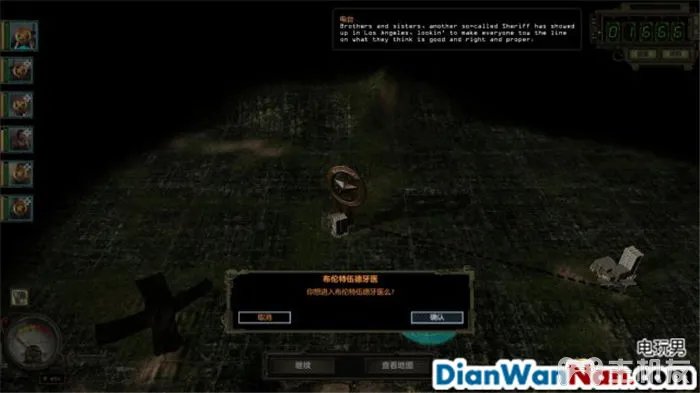 电台
Brothers and sisters, another so-called Sheriff has showed
up in Los Angeles, lookin' to make everyone tow the line
on what they think is good and right and proper.
01666
布伦特伍德牙医
你想进入布伦特伍德牙医么?
取消
确认
继续
查看地图
电玩男
DianWanNan.com